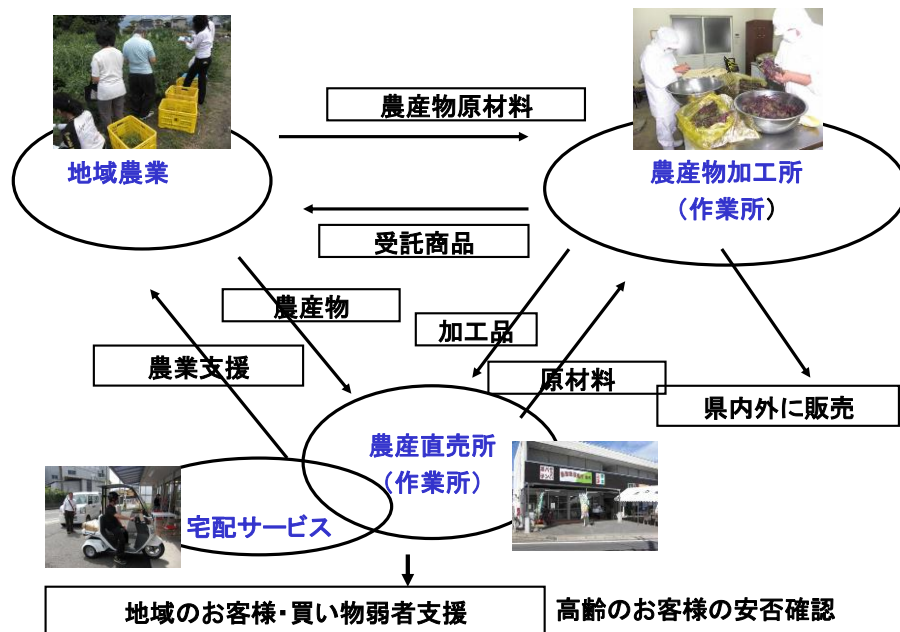 農産物原材料
地域農業
農産物加工所
(作業所)
受託商品
農産物
加工品
農業支援
原材料
県内外に販売
農産直売所
(作業所)
宅配サービス
地域のお客様・買い物弱者支援
高齢のお客様の安否確認